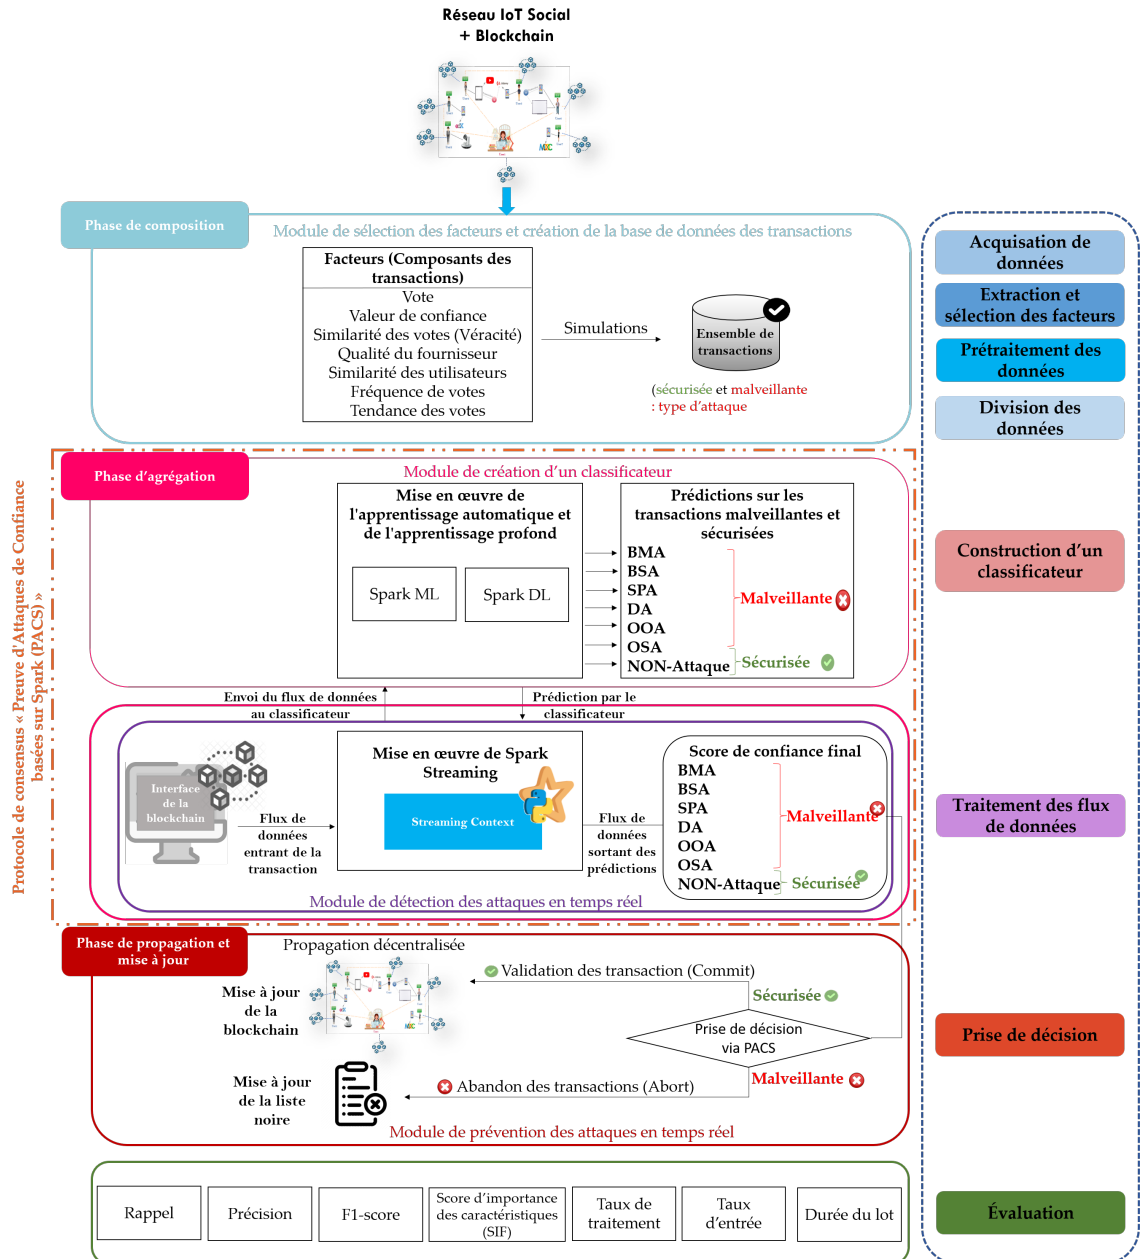 Réseau IoT Social
+ Blockchain
Phase de composition
Module de sélection des facteurs et création de la base de données des transactions
Facteurs (Composants des
transactions)
Vote
Valeur de confiance
Similarité des votes (Véracité)
Qualité du fournisseur
Similarité des utilisateurs
Fréquence de votes
Tendance des votes
Simulations
Ensemble de
transactions
(sécurisée et malveillante
: type d'attaque
Acquisation de
données
Extraction et
sélection des facteurs
Prétraitement des
données
Division des
données
Protocole de consensus « Preuve d'Attaques de Confiance
basées sur Spark (PACS) »
Phase d'agrégation
Module de création d'un classificateur
Mise en œuvre de
l'apprentissage automatique et
de l'apprentissage profond
Spark ML
Spark DL
Prédictions sur les
transactions malveillantes et
sécurisées
BMA
BSA
SPA
DA
OOA
OSA
NON-Attaque
Malveillante
Sécurisée
Construction d'un
classificateur
Envoi du flux de données
au classificateur
Prédiction par le
classificateur
Interface
de la
blockchain
Flux de
données
entrant de la
transaction
Mise en œuvre de Spark
Streaming
Streaming Context
Flux de
données
sortant des
prédictions
Score de confiance final
BMA
BSA
SPA
DA
OOA
OSA
NON-Attaque
Malveillante
Sécurisée
Module de détection des attaques en temps réel
Traitement des flux
de données
Phase de propagation et
mise à jour
Propagation décentralisée
Mise à jour
de la
blockchain
Validation des transaction (Commit)
Sécurisée
Prise de décision
via PACS
Malveillante
Abandon des transactions (Abort)
Mise à jour
de la liste
noire
Module de prévention des attaques en temps réel
Prise de décision
Rappel
Précision
F1-score
Score d'importance
des caractéristiques
(SIF)
Taux de
traitement
Taux
d'entrée
Durée du lot
Évaluation